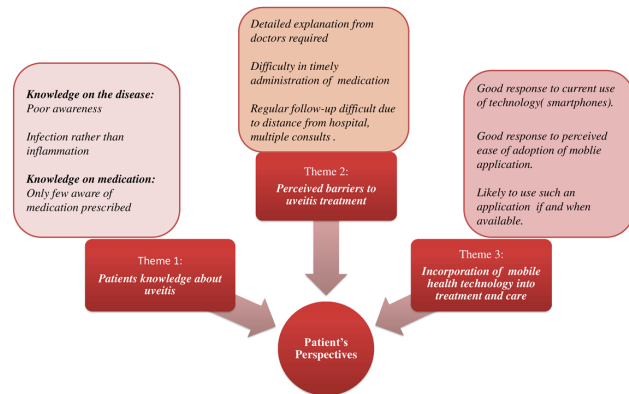 Knowledge on the disease:
Poor awareness
Infection rather than
inflammation
Knowledge on medication:
Only few aware of
medication prescribed
Theme 1:
Patients knowledge about
uveitis
Detailed explanation from
doctors required
Difficulty in timely
administration of medication
Regular follow-up difficult due
to distance from hospital,
multiple consults .
Theme 2:
Perceived barriers to
uveitis treatment
Good response to current use
of technology( smartphones).
Good response to perceived
ease of adoption of moblie
application.
Likely to use such an
application if and when
available.
Theme 3:
Incorporation of mobile
health technology into
treatment and care
Patient's
Perspectives